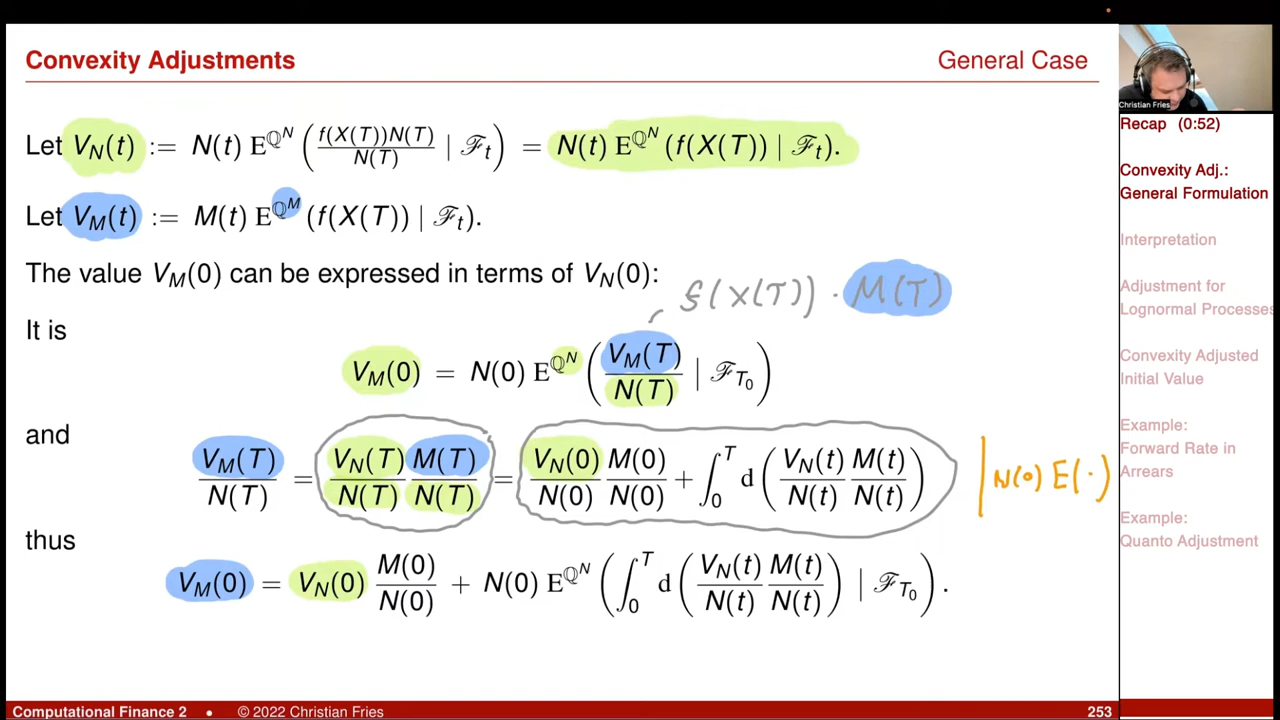 Convexity Adjustments
General Case
Let V_N(t) := N(t) E^{ℚ^N} ( f(X(T))N(T) / N(T) | ℱ_t ) = N(t) E^{ℚ^N} (f(X(T)) | ℱ_t).
Let V_M(t) := M(t) E^{ℚ^M} (f(X(T)) | ℱ_t).
The value V_M(0) can be expressed in terms of V_N(0):
f(X(T)) · M(T)
It is
V_M(0) = N(0) E^{ℚ^N} ( V_M(T) / N(T) | ℱ_{T_0} )
and
V_M(T) / N(T) = V_N(T) / N(T) M(T) / N(T) = V_N(0) / N(0) M(0) / N(0) + ∫_0^T d ( V_N(t) / N(t) M(t) / N(t) ) | N(0) E(·)
thus
V_M(0) = V_N(0) M(0) / N(0) + N(0) E^{ℚ^N} ( ∫_0^T d ( V_N(t) / N(t) M(t) / N(t) ) | ℱ_{T_0} ).
Christian Fries
Recap (0:52)
Convexity Adj.:
General Formulation
Interpretation
Adjustment for
Lognormal Processes
Convexity Adjusted
Initial Value
Example:
Forward Rate in
Arrears
Example:
Quanto Adjustment
Computational Finance 2 • © 2022 Christian Fries
253